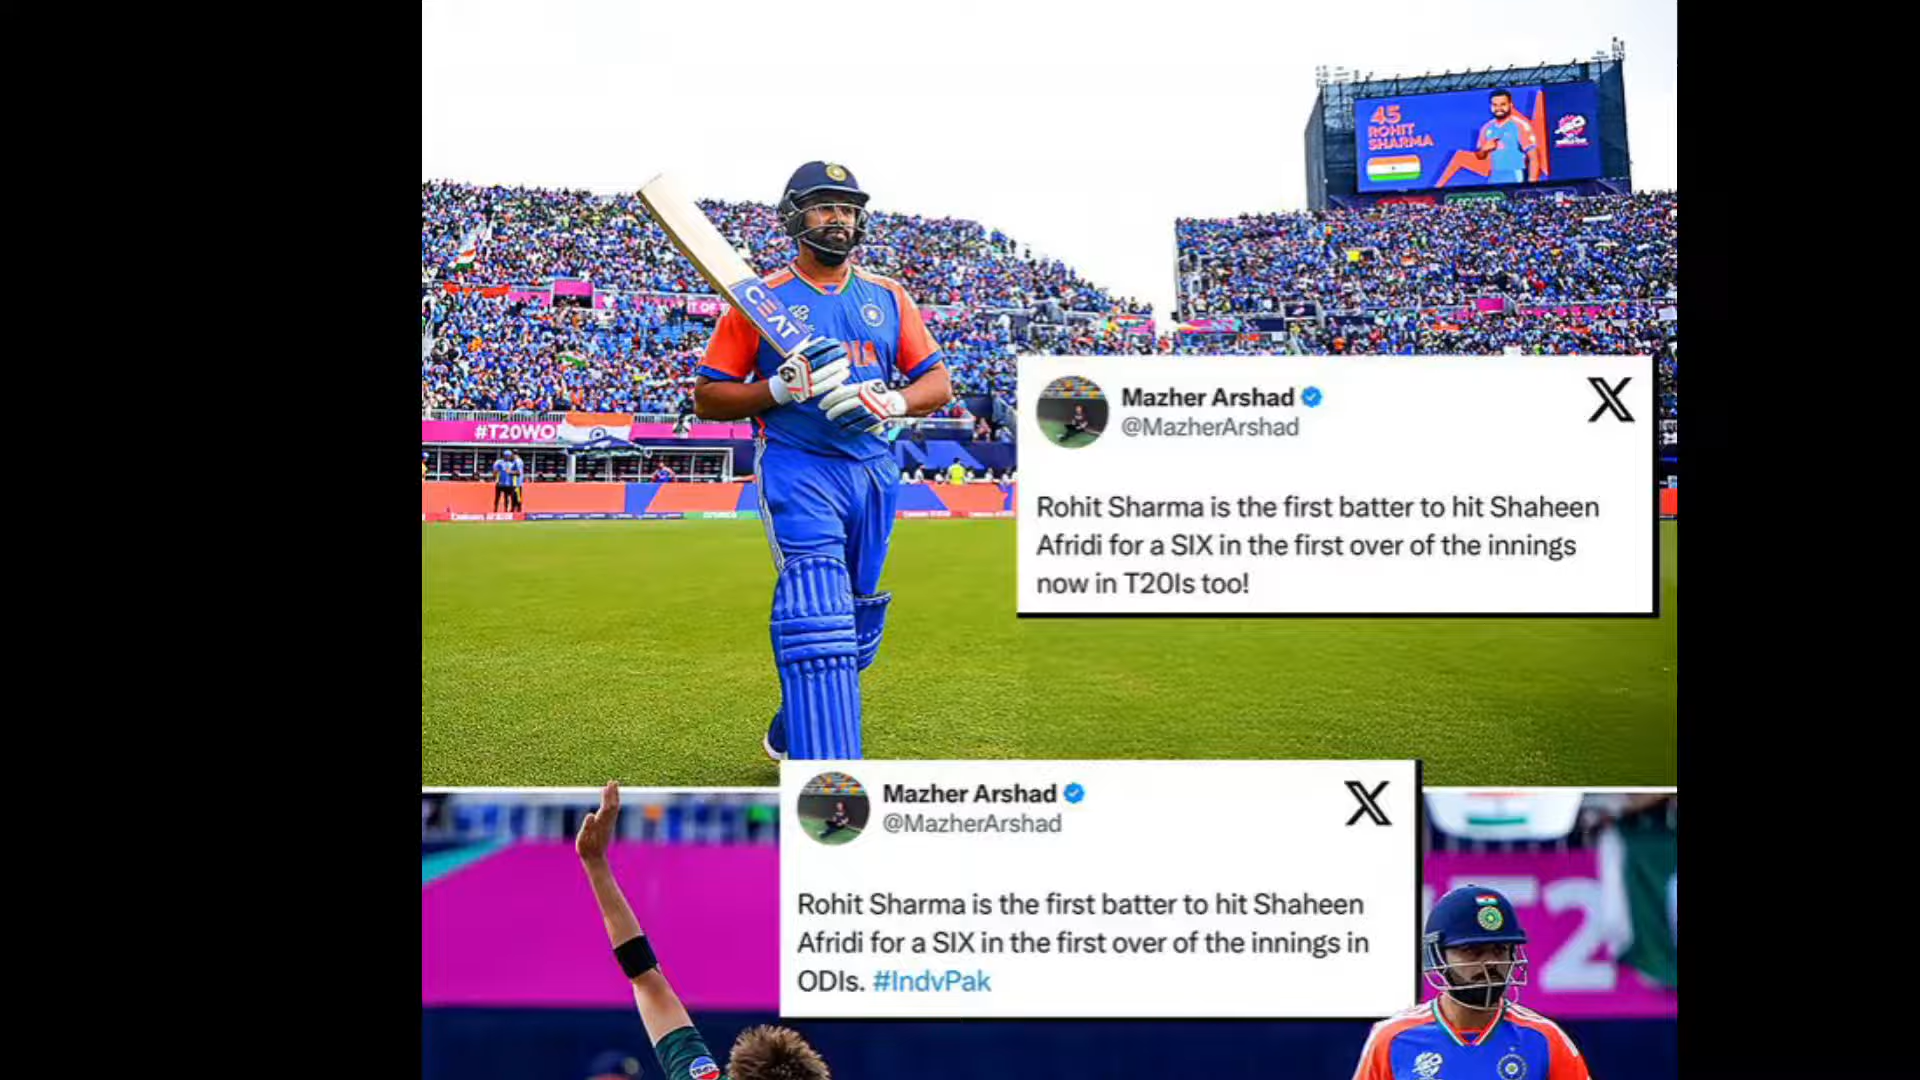 45
ROHIT
SHARMA
CEAT
#T20WO
Mazher Arshad
@MazherArshad
Rohit Sharma is the first batter to hit Shaheen
Afridi for a SIX in the first over of the innings
now in T20Is too!
Mazher Arshad
@MazherArshad
Rohit Sharma is the first batter to hit Shaheen
Afridi for a SIX in the first over of the innings in
ODIs. #IndvPak
T2